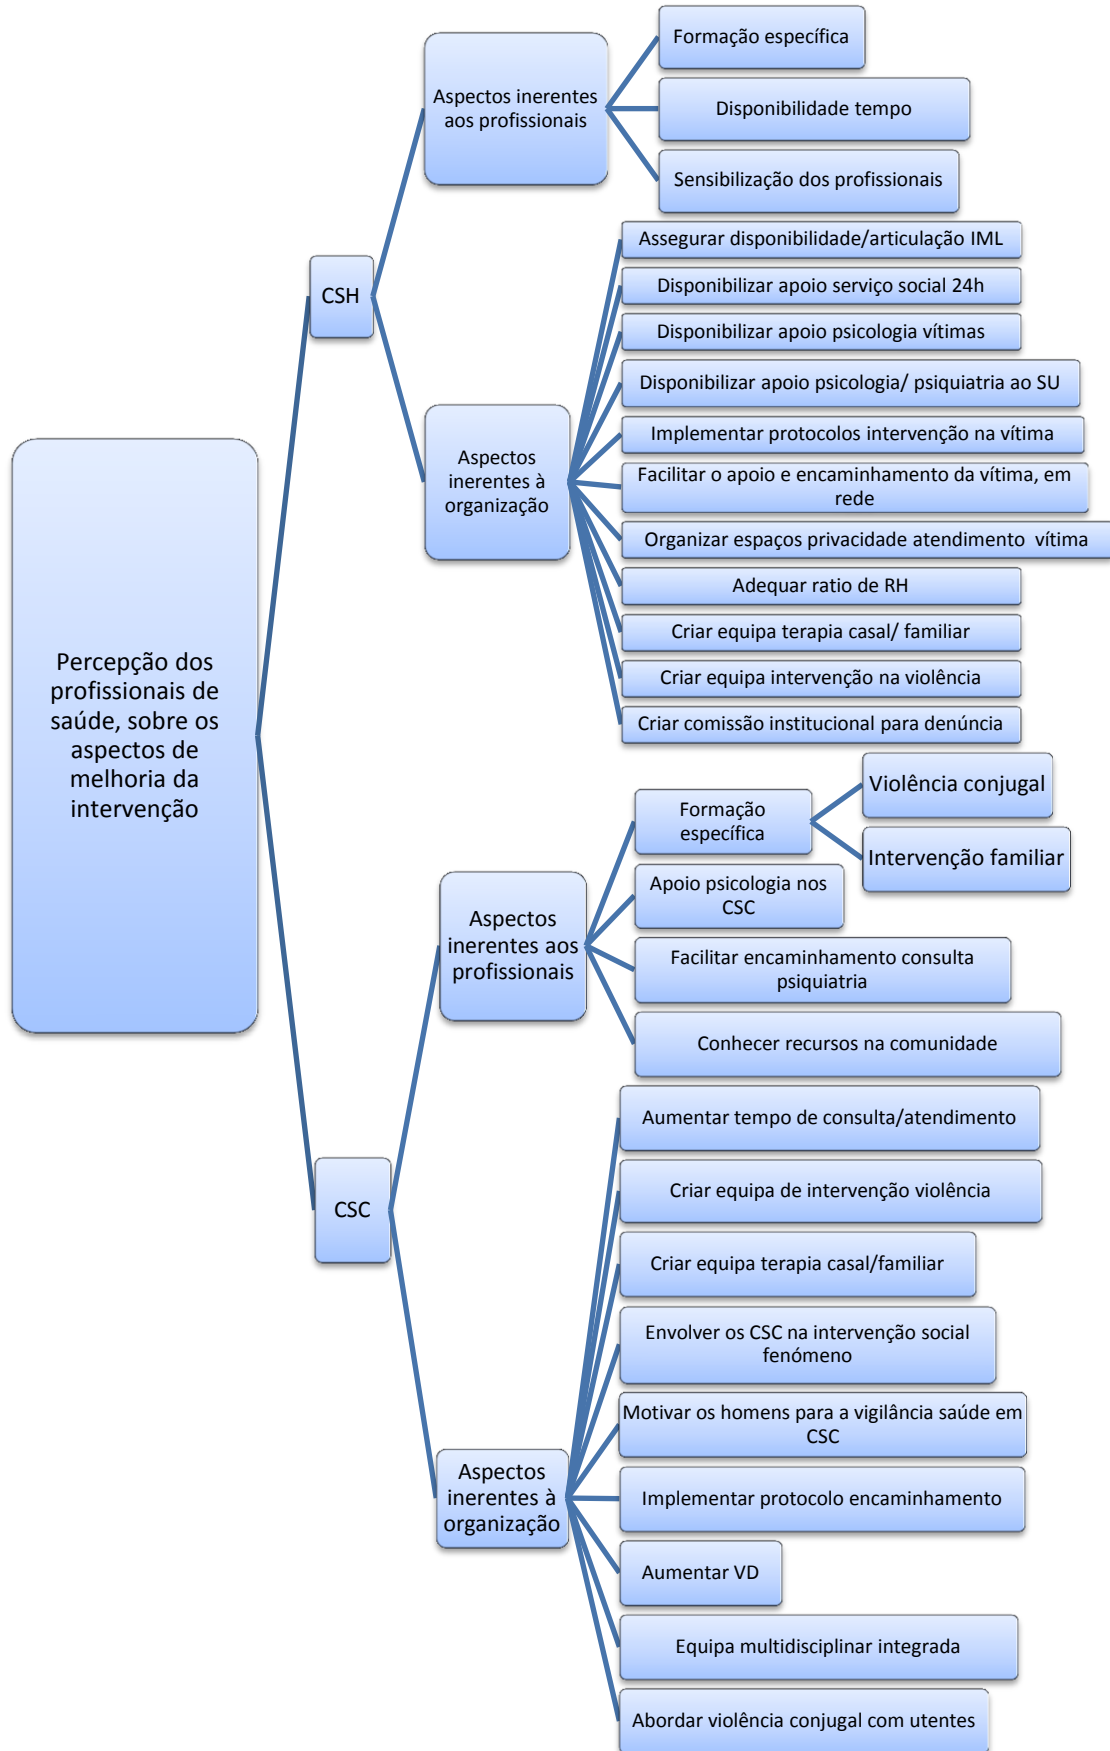 Percepção dos
profissionais de
saúde, sobre os
aspectos de
melhoria da
intervenção
CSH
Aspectos inerentes
aos profissionais
Formação específica
Disponibilidade tempo
Sensibilização dos profissionais
Aspectos
inerentes à
organização
Assegurar disponibilidade/articulação IML
Disponibilizar apoio serviço social 24h
Disponibilizar apoio psicologia vítimas
Disponibilizar apoio psicologia/ psiquiatria ao SU
Implementar protocolos intervenção na vítima
Facilitar o apoio e encaminhamento da vítima, em
rede
Organizar espaços privacidade atendimento vítima
Adequar ratio de RH
Criar equipa terapia casal/ familiar
Criar equipa intervenção na violência
Criar comissão institucional para denúncia
CSC
Aspectos
inerentes aos
profissionais
Formação
específica
Violência conjugal
Intervenção familiar
Apoio psicologia nos
CSC
Facilitar encaminhamento consulta
psiquiatria
Conhecer recursos na comunidade
Aspectos
inerentes à
organização
Aumentar tempo de consulta/atendimento
Criar equipa de intervenção violência
Criar equipa terapia casal/familiar
Envolver os CSC na intervenção social
fenómeno
Motivar os homens para a vigilância saúde em
CSC
Implementar protocolo encaminhamento
Aumentar VD
Equipa multidisciplinar integrada
Abordar violência conjugal com utentes